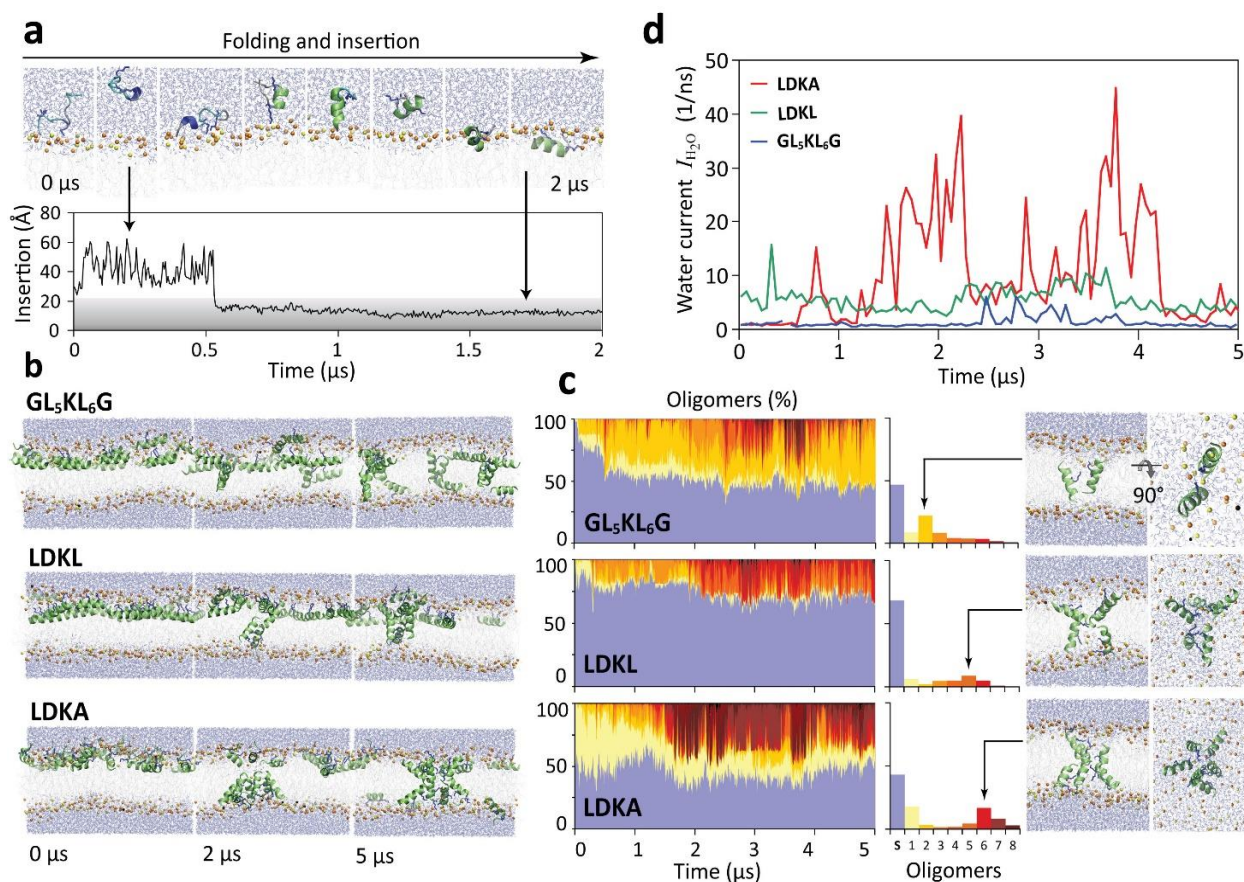 a
Folding and insertion
0 µs
2 µs
Insertion (Å)
80
60
40
20
0
0
0.5
1
1.5
2
Time (µs)
b
GL₅KL₆G
LDKL
LDKA
0 µs
2 µs
5 µs
c
Oligomers (%)
100
50
0
GL₅KL₆G
90°
100
50
0
LDKL
100
50
0
LDKA
0
1
2
3
4
5
Time (µs)
S
1
2
3
4
5
6
7
8
Oligomers
d
Water current I_H₂O (1/ns)
50
40
30
20
10
0
LDKA
LDKL
GL₅KL₆G
0
1
2
3
4
5
Time (µs)